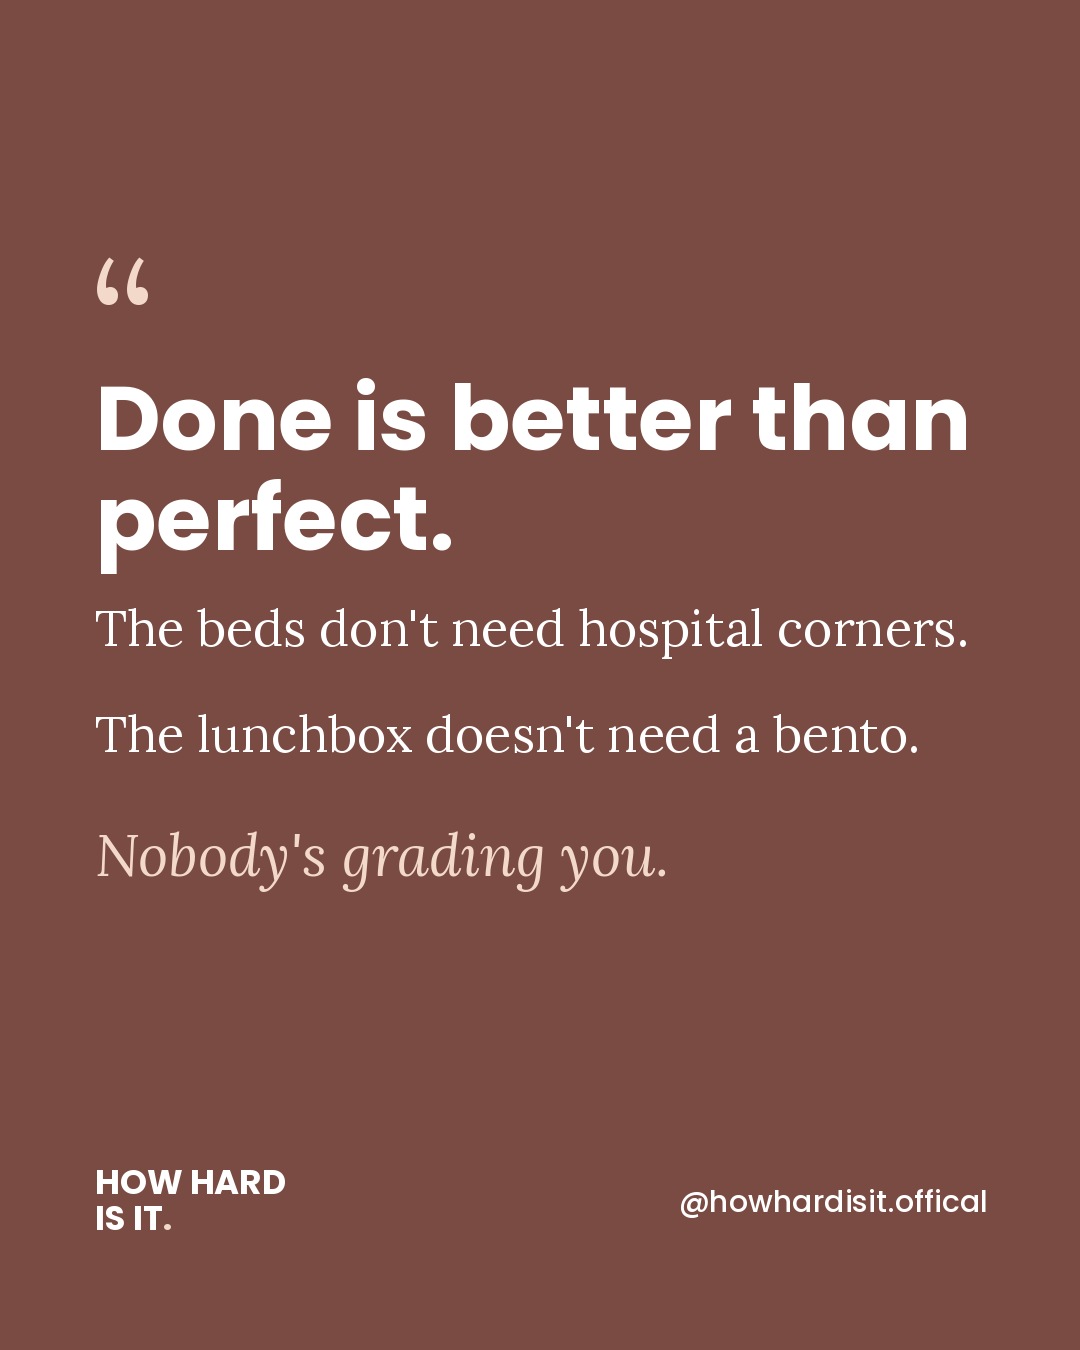 “
Done is better than
perfect.
The beds don't need hospital corners.
The lunchbox doesn't need a bento.
Nobody's grading you.
HOW HARD
IS IT.
@howhardisit.offical